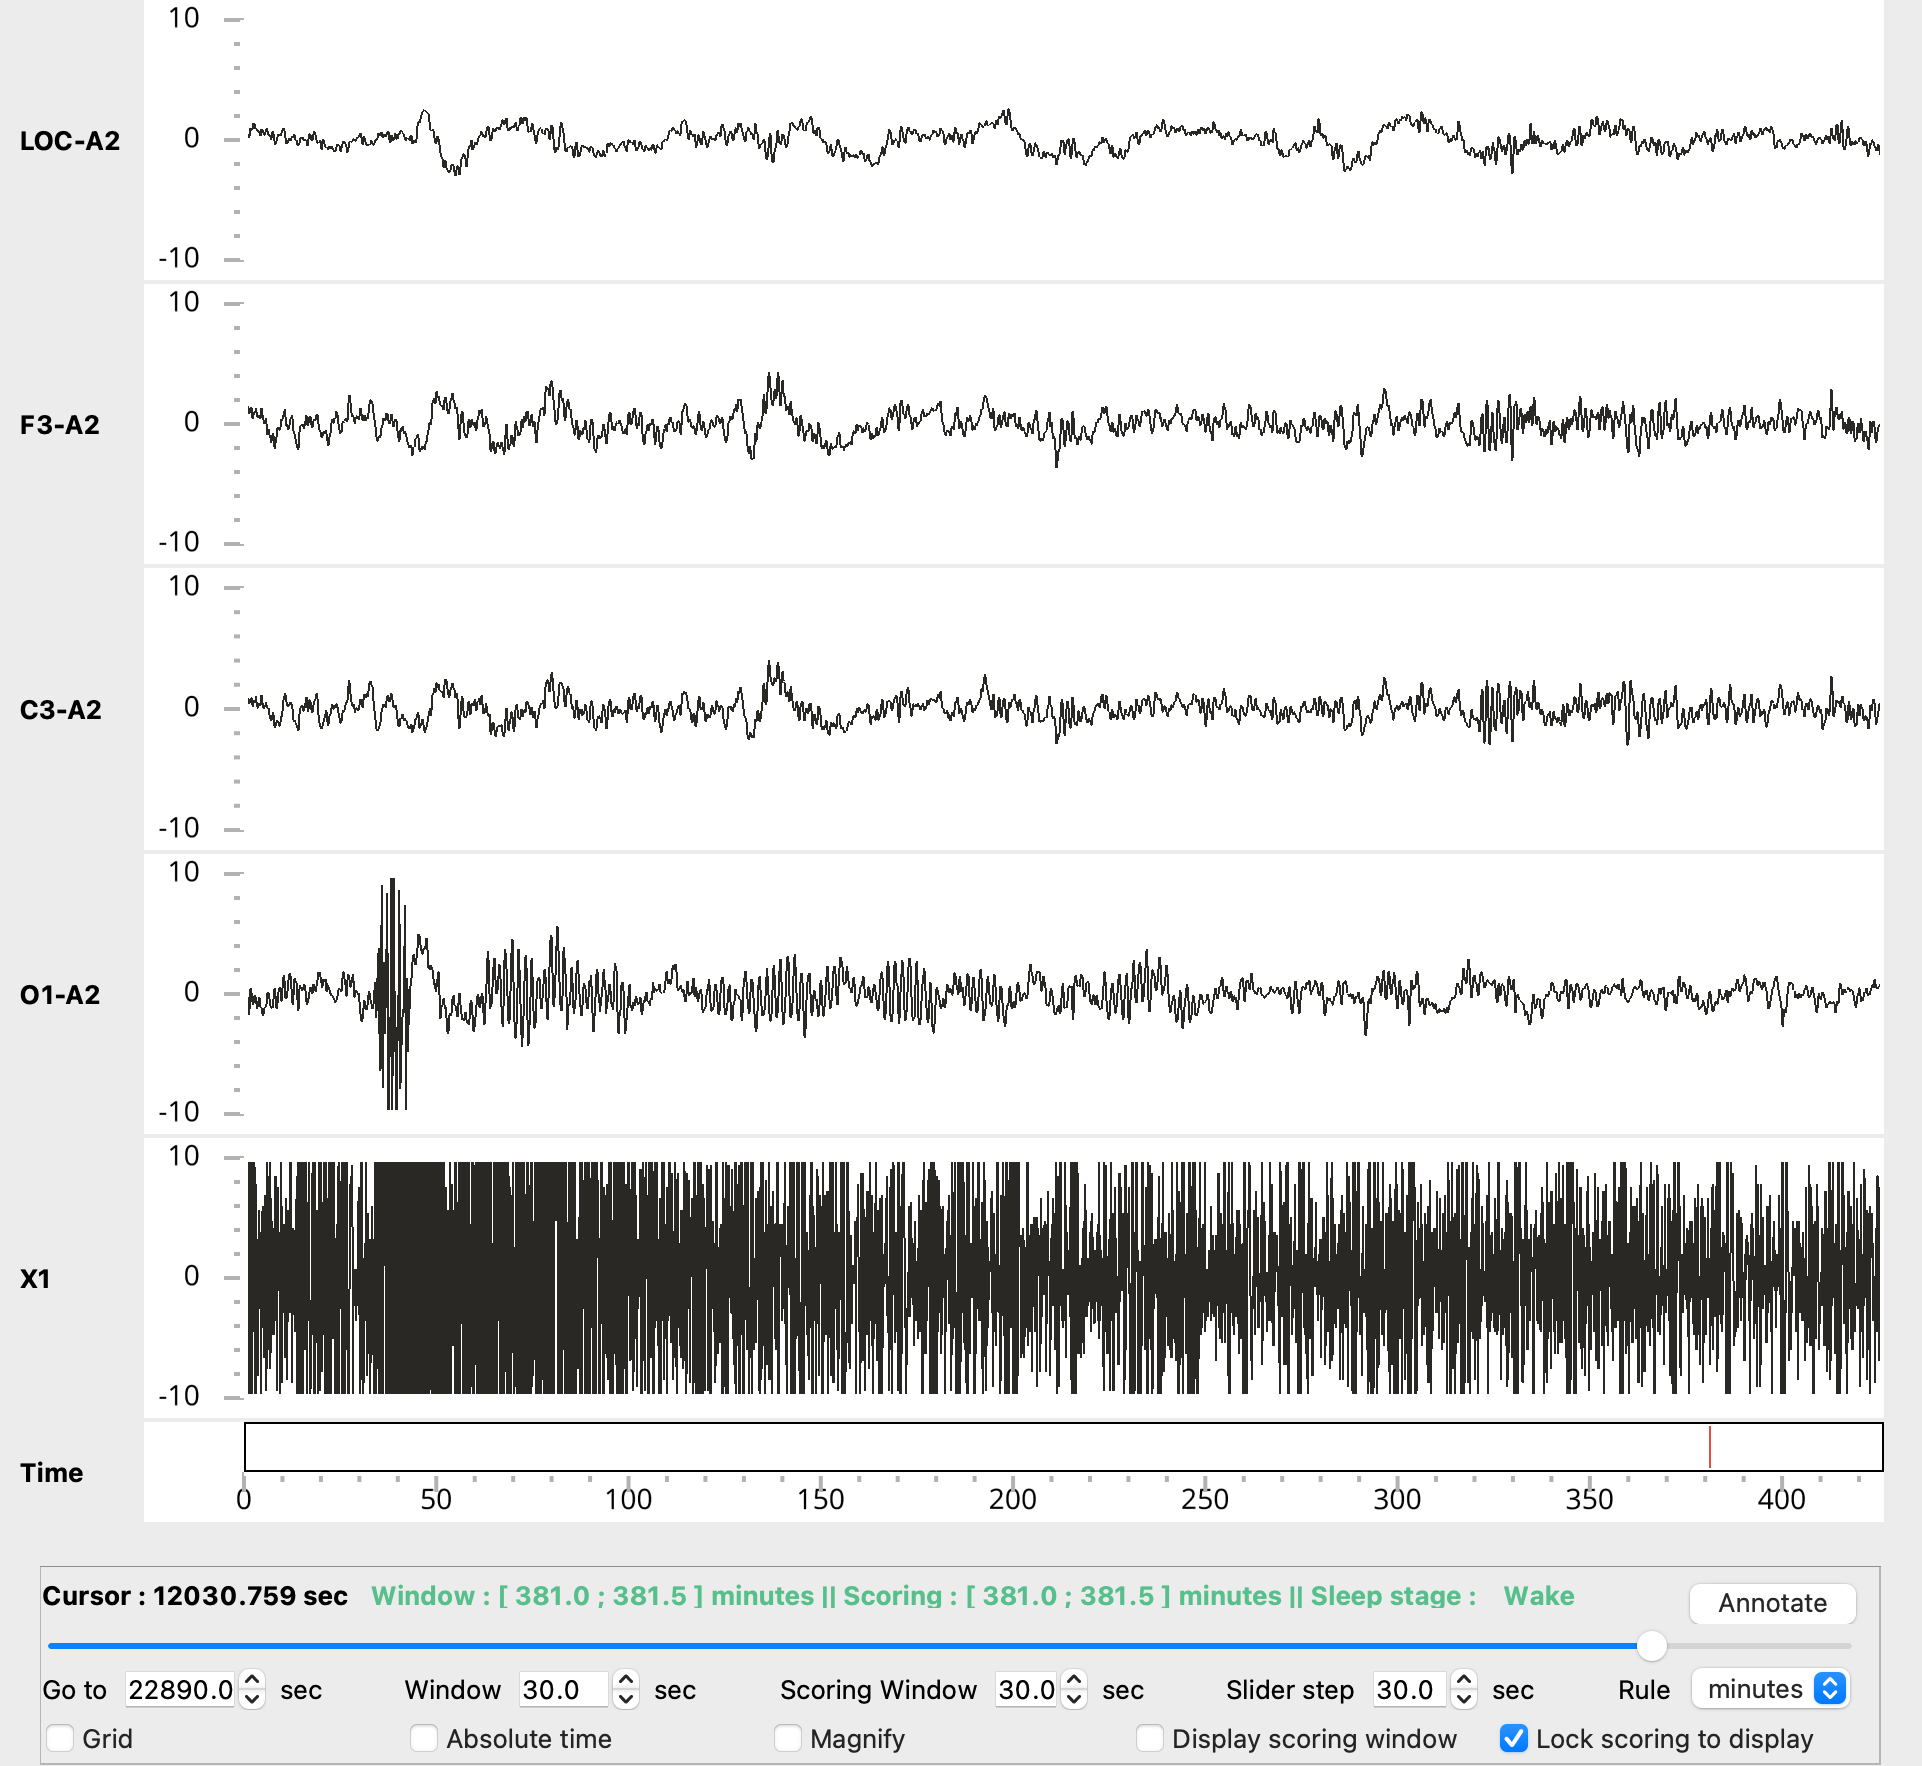 10
LOC-A2 0
-10
10
F3-A2 0
-10
10
C3-A2 0
-10
10
O1-A2 0
-10
10
X1 0
-10
Time
0 50 100 150 200 250 300 350 400
Cursor : 12030.759 sec Window : [ 381.0 ; 381.5 ] minutes || Scoring : [ 381.0 ; 381.5 ] minutes || Sleep stage : Wake Annotate
Go to 22890.0 sec Window 30.0 sec Scoring Window 30.0 sec Slider step 30.0 sec Rule minutes
Grid Absolute time Magnify Display scoring window Lock scoring to display